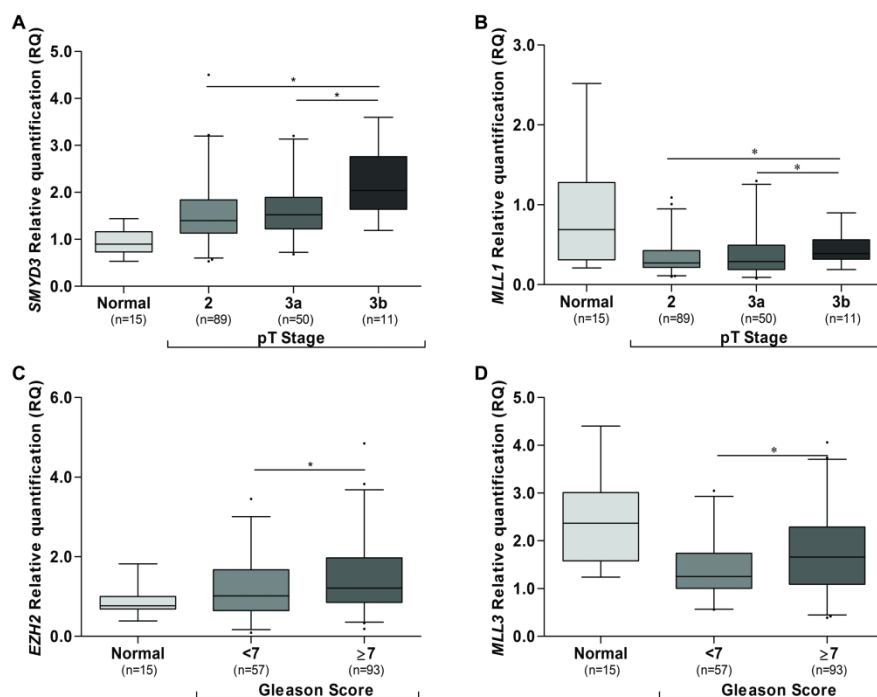 A
SMYD3 Relative quantification (RQ)
5.0
4.0
3.0
2.0
1.0
0.0
*
*
Normal 2 3a 3b
(n=15) (n=89) (n=50) (n=11)
pT Stage
B
MLL1 Relative quantification (RQ)
3.0
2.0
1.0
0.0
*
*
Normal 2 3a 3b
(n=15) (n=89) (n=50) (n=11)
pT Stage
C
EZH2 Relative quantification (RQ)
6.0
4.0
2.0
0.0
*
Normal <7 ≥7
(n=15) (n=57) (n=93)
Gleason Score
D
MLL3 Relative quantification (RQ)
5.0
4.0
3.0
2.0
1.0
0.0
*
Normal <7 ≥7
(n=15) (n=57) (n=93)
Gleason Score